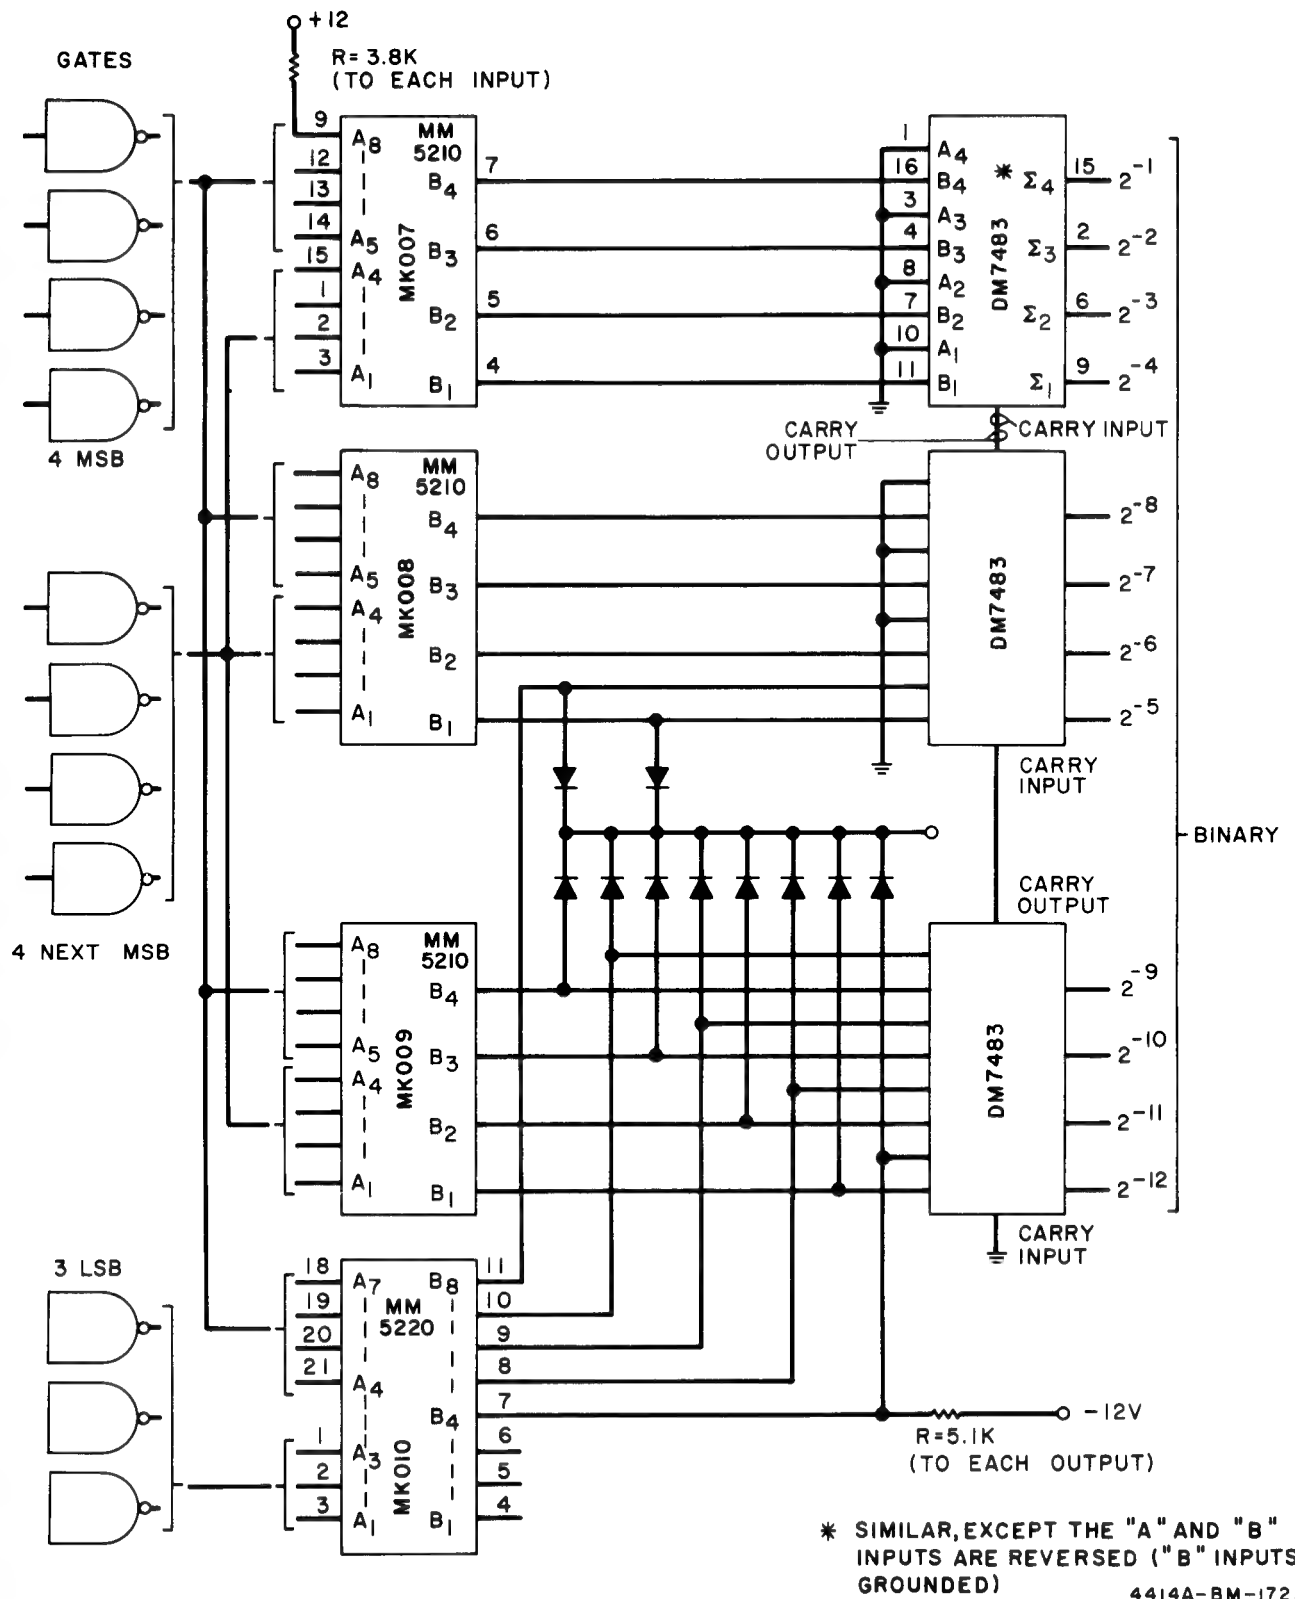 +12
GATES
R=3.8K
(TO EACH INPUT)
9
12
13
14
15
1
2
3
A8
A5
A4
A1
MM
5210
MK007
B4
B3
B2
B1
7
6
5
4
1
16
3
4
8
7
10
11
A4
B4
A3
B3
A2
B2
A1
B1
*
DM7483
Σ4
Σ3
Σ2
Σ1
15
2
6
9
2-1
2-2
2-3
2-4
4 MSB
CARRY
OUTPUT
CARRY INPUT
A8
A5
A4
A1
MM
5210
MK008
B4
B3
B2
B1
DM7483
2-8
2-7
2-6
2-5
CARRY
INPUT
BINARY
CARRY
OUTPUT
4 NEXT MSB
A8
A5
A4
A1
MM
5210
MK009
B4
B3
B2
B1
DM7483
2-9
2-10
2-11
2-12
CARRY
INPUT
3 LSB
18
19
20
21
1
2
3
A7
A4
A3
A1
MM
5220
MK010
B8
B4
B1
11
10
9
8
7
6
5
4
-12V
R=5.1K
(TO EACH OUTPUT)
* SIMILAR, EXCEPT THE "A" AND "B"
INPUTS ARE REVERSED ("B" INPUTS
GROUNDED)
4414A-BM-172